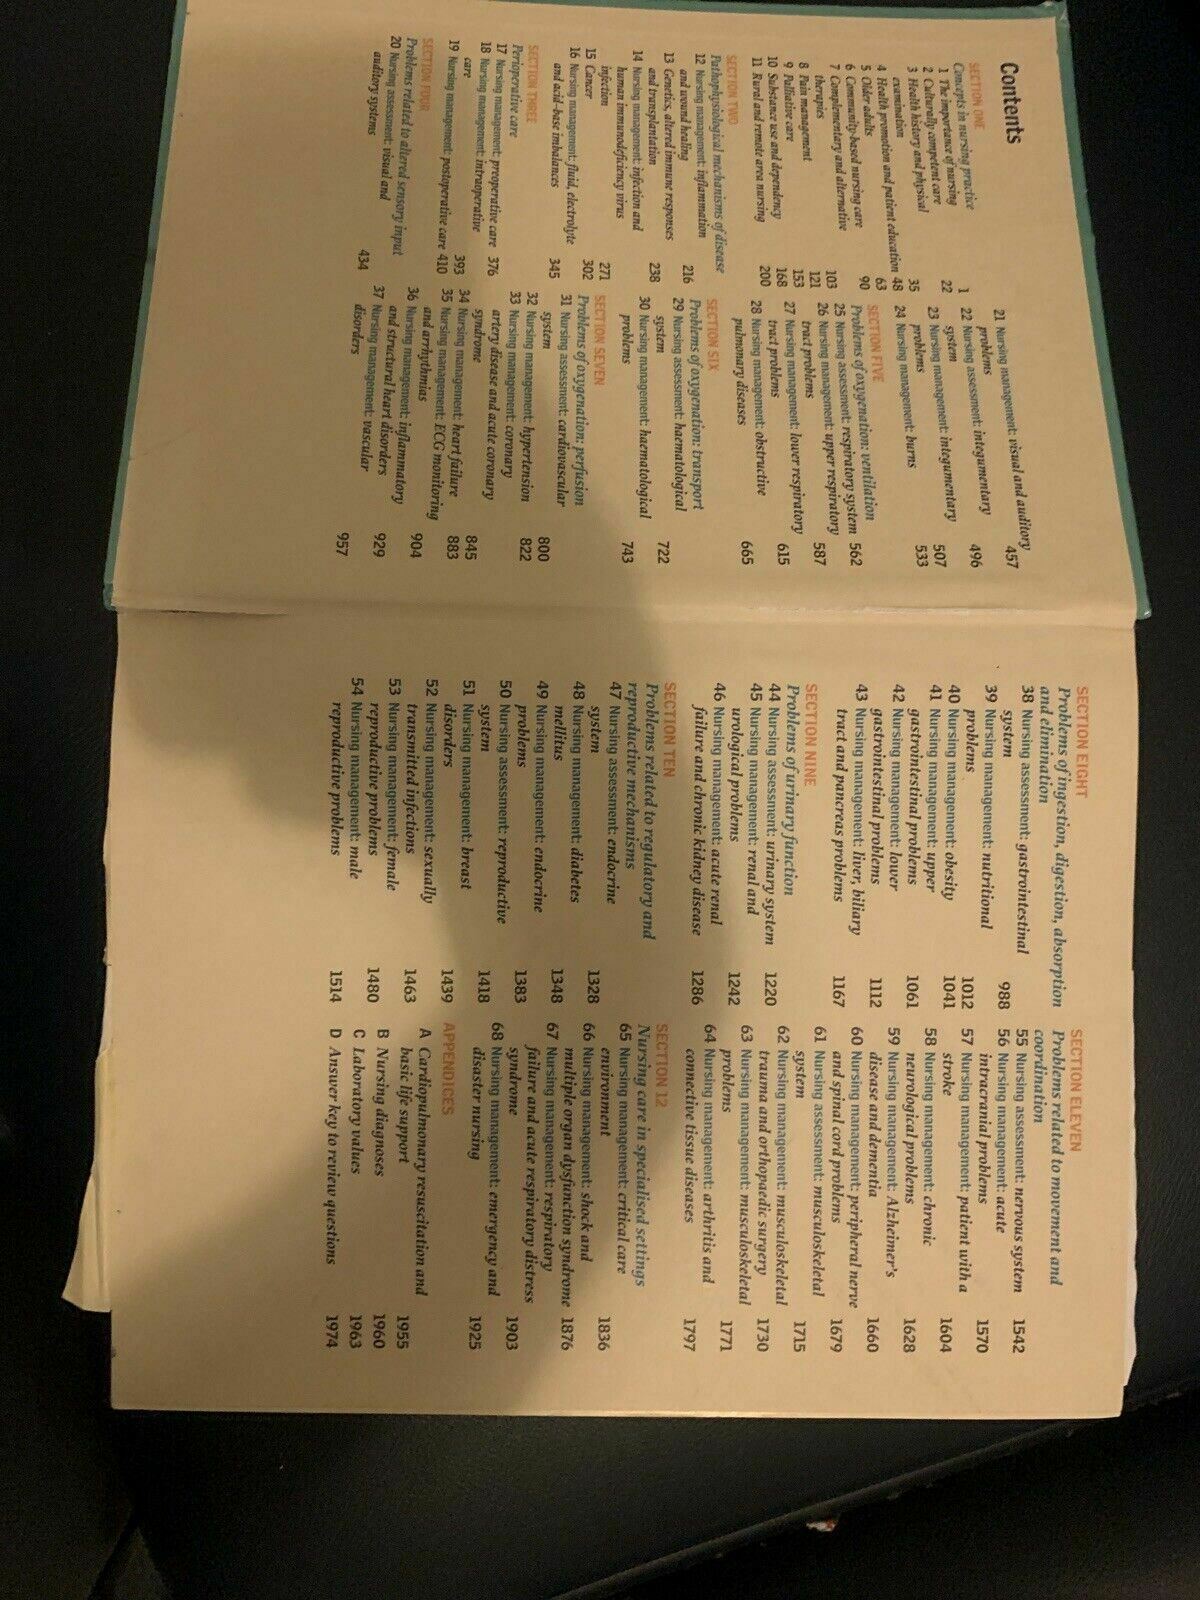 Contents
SECTION ONE
Concepts in nursing practice
1 The importance of nursing 1
2 Culturally competent care 22
3 Health history and physical
examination 35
4 Health promotion and patient education 48
5 Older adults 63
6 Community-based nursing care 90
7 Complementary and alternative
therapies 103
8 Pain management 121
9 Palliative care 153
10 Substance use and dependency 168
11 Rural and remote area nursing 200
SECTION TWO
Pathophysiological mechanisms of disease
12 Nursing management: inflammation
and wound healing 216
13 Genetics, altered immune responses
and transplantation 238
14 Nursing management: infection and
human immunodeficiency virus
infection 271
15 Cancer 302
16 Nursing management: fluid, electrolyte
and acid-base imbalances 345
SECTION THREE
Perioperative care
17 Nursing management: preoperative care 376
18 Nursing management: intraoperative
care 393
19 Nursing management: postoperative care 410
SECTION FOUR
Problems related to altered sensory input
20 Nursing assessment: visual and
auditory systems 434
21 Nursing management: visual and auditory
problems 457
22 Nursing assessment: integumentary
system 496
23 Nursing management: integumentary
problems 507
24 Nursing management: burns 533
SECTION FIVE
Problems of oxygenation: ventilation
25 Nursing assessment: respiratory system 562
26 Nursing management: upper respiratory
tract problems 587
27 Nursing management: lower respiratory
tract problems 615
28 Nursing management: obstructive
pulmonary diseases 665
SECTION SIX
Problems of oxygenation: transport
29 Nursing assessment: haematological
system 722
30 Nursing management: haematological
problems 743
SECTION SEVEN
Problems of oxygenation: perfusion
31 Nursing assessment: cardiovascular
system 800
32 Nursing management: hypertension 822
33 Nursing management: coronary
artery disease and acute coronary
syndrome 845
34 Nursing management: heart failure 883
35 Nursing management: ECG monitoring
and arrhythmias 904
36 Nursing management: inflammatory
and structural heart disorders 929
37 Nursing management: vascular
disorders 957
SECTION EIGHT
Problems of ingestion, digestion, absorption
and elimination
38 Nursing assessment: gastrointestinal
system 988
39 Nursing management: nutritional
problems 1012
40 Nursing management: obesity 1041
41 Nursing management: upper
gastrointestinal problems 1061
42 Nursing management: lower
gastrointestinal problems 1112
43 Nursing management: liver, biliary
tract and pancreas problems 1167
SECTION NINE
Problems of urinary function
44 Nursing assessment: urinary system 1220
45 Nursing management: renal and
urological problems 1242
46 Nursing management: acute renal
failure and chronic kidney disease 1286
SECTION TEN
Problems related to regulatory and
reproductive mechanisms
47 Nursing assessment: endocrine
system 1328
48 Nursing management: diabetes
mellitus 1348
49 Nursing management: endocrine
problems 1383
50 Nursing assessment: reproductive
system 1418
51 Nursing management: breast
disorders 1439
52 Nursing management: sexually
transmitted infections 1463
53 Nursing management: female
reproductive problems 1480
54 Nursing management: male
reproductive problems 1514
SECTION ELEVEN
Problems related to movement and
coordination
55 Nursing assessment: nervous system 1542
56 Nursing management: acute
intracranial problems 1570
57 Nursing management: patient with a
stroke 1604
58 Nursing management: chronic
neurological problems 1628
59 Nursing management: Alzheimer's
disease and dementia 1660
60 Nursing management: peripheral nerve
and spinal cord problems 1679
61 Nursing assessment: musculoskeletal
system 1715
62 Nursing management: musculoskeletal
trauma and orthopaedic surgery 1730
63 Nursing management: musculoskeletal
problems 1771
64 Nursing management: arthritis and
connective tissue diseases 1797
SECTION 12
Nursing care in specialised settings
65 Nursing management: critical care
environment 1836
66 Nursing management: shock and
multiple organ dysfunction syndrome 1876
67 Nursing management: respiratory
failure and acute respiratory distress
syndrome 1903
68 Nursing management: emergency and
disaster nursing 1925
APPENDICES
A Cardiopulmonary resuscitation and
basic life support 1955
B Nursing diagnoses 1960
C Laboratory values 1963
D Answer key to review questions 1974